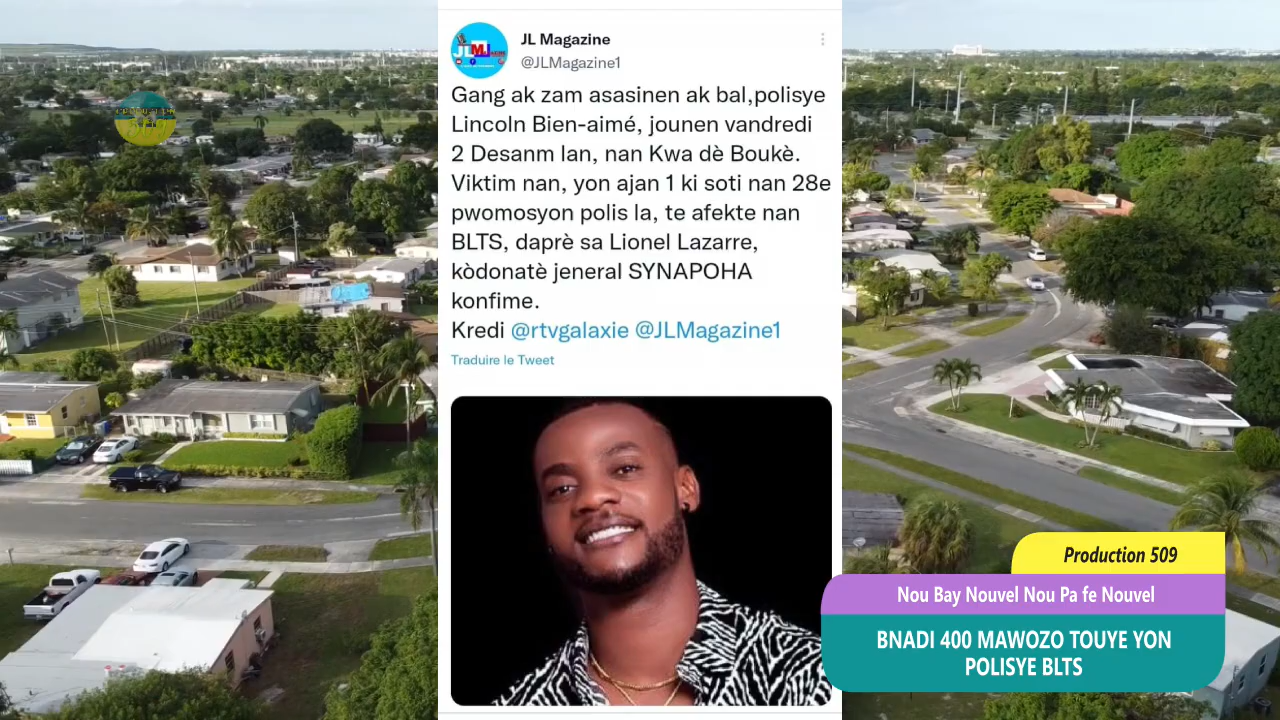 JL Magazine
@JLMagazine1
Gang ak zam asasinen ak bal,polisye
Lincoln Bien-aimé, jounen vandredi
2 Desanm lan, nan Kwa dè Boukè.
Viktim nan, yon ajan 1 ki soti nan 28e
pwomosyon polis la, te afekte nan
BLTS, daprè sa Lionel Lazarre,
kòdonatè jeneral SYNAPOHA
konfime.
Kredi @rtvgalaxie @JLMagazine1
Traduire le Tweet
Production 509
Nou Bay Nouvel Nou Pa fe Nouvel
BNADI 400 MAWOZO TOUYE YON
POLISYE BLTS